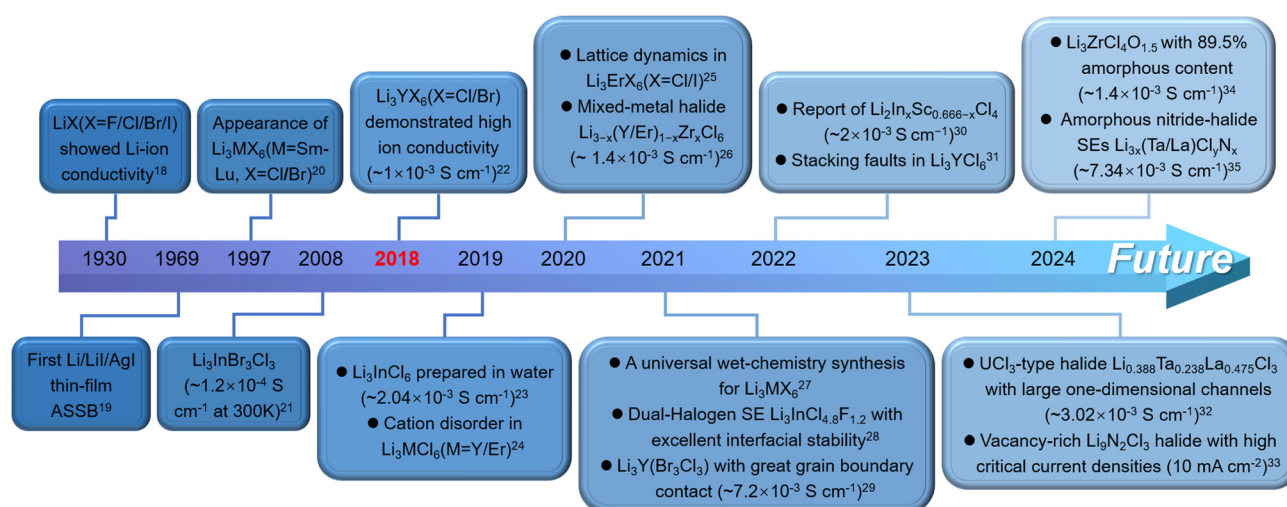 LiX(X=F/Cl/Br/I)
showed Li-ion
conductivity¹⁸
Appearance of
Li₃MX₆(M=Sm-
Lu, X=Cl/Br)²⁰
Li₃YX₆(X=Cl/Br)
demonstrated high
ion conductivity
(~1×10⁻³ S cm⁻¹)²²
● Lattice dynamics in
Li₃ErX₆(X=Cl/I)²⁵
● Mixed-metal halide
Li₃₋ₓ(Y/Er)₁₋ₓZrₓCl₆
(~ 1.4×10⁻³ S cm⁻¹)²⁶
● Report of Li₂InₓSc₀.₆₆₆₋ₓCl₄
(~2×10⁻³ S cm⁻¹)³⁰
● Stacking faults in Li₃YCl₆³¹
● Li₃ZrCl₄O₁.₅ with 89.5%
amorphous content
(~1.4×10⁻³ S cm⁻¹)³⁴
● Amorphous nitride-halide
SEs Li₃ₓ(Ta/La)ClᵧNₓ
(~7.34×10⁻³ S cm⁻¹)³⁵
1930 1969 1997 2008 2018 2019 2020 2021 2022 2023 2024 Future
First Li/LiI/AgI
thin-film
ASSB¹⁹
Li₃InBr₃Cl₃
(~1.2×10⁻⁴ S
cm⁻¹ at 300K)²¹
● Li₃InCl₆ prepared in water
(~2.04×10⁻³ S cm⁻¹)²³
● Cation disorder in
Li₃MCl₆(M=Y/Er)²⁴
● A universal wet-chemistry synthesis
for Li₃MX₆²⁷
● Dual-Halogen SE Li₃InCl₄.₈F₁.₂ with
excellent interfacial stability²⁸
● Li₃Y(Br₃Cl₃) with great grain boundary
contact (~7.2×10⁻³ S cm⁻¹)²⁹
● UCl₃-type halide Li₀.₃₈₈Ta₀.₂₃₈La₀.₄₇₅Cl₃
with large one-dimensional channels
(~3.02×10⁻³ S cm⁻¹)³²
● Vacancy-rich Li₉N₂Cl₃ halide with high
critical current densities (10 mA cm⁻²)³³